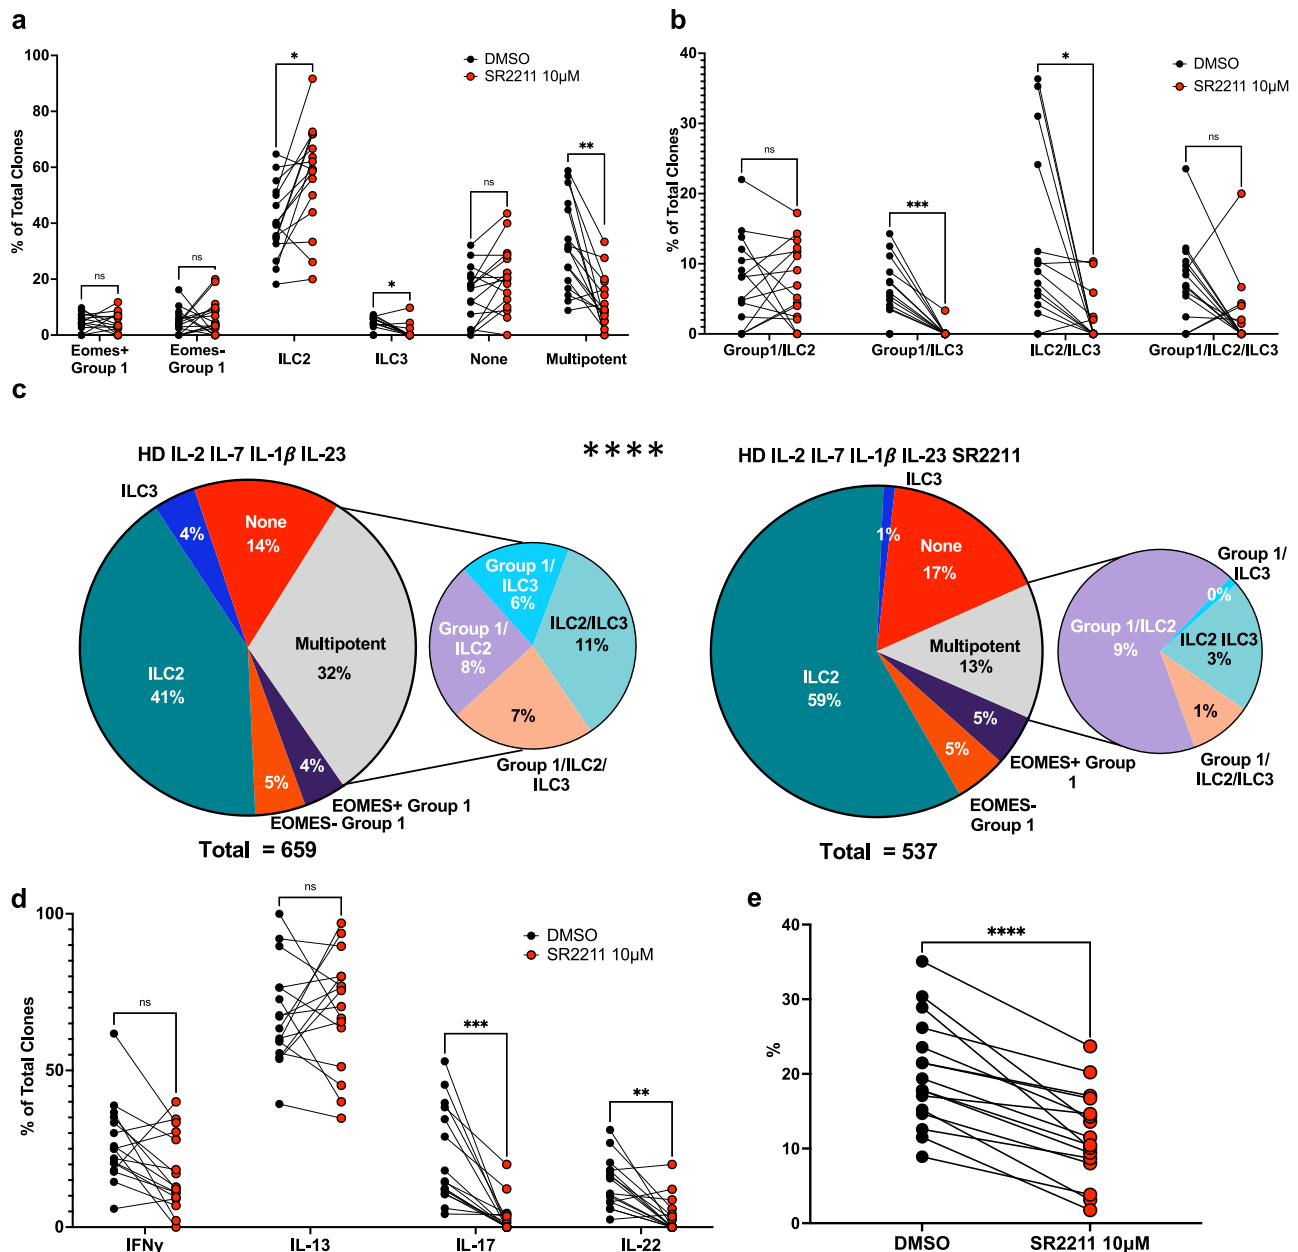 a
% of Total Clones
100
80
60
40
20
0
DMSO
SR2211 10μM
ns
ns
*
*
ns
**
Eomes+
Group 1
Eomes-
Group 1
ILC2
ILC3
None
Multipotent
b
% of Total Clones
40
30
20
10
0
DMSO
SR2211 10μM
ns
***
*
ns
Group1/ILC2
Group1/ILC3
ILC2/ILC3
Group1/ILC2/ILC3
c
HD IL-2 IL-7 IL-1β IL-23
ILC3
4%
None
14%
Multipotent
32%
ILC2
41%
5%
4%
EOMES+ Group 1
EOMES- Group 1
Total = 659
Group 1/
ILC3
6%
Group 1/
ILC2
8%
ILC2/ILC3
11%
7%
Group 1/ILC2/
ILC3
****
HD IL-2 IL-7 IL-1β IL-23 SR2211
ILC3
1%
None
17%
Multipotent
13%
ILC2
59%
5%
5%
EOMES+ Group
1
EOMES-
Group 1
Total = 537
Group 1/
ILC3
0%
Group 1/ILC2
9%
ILC2 ILC3
3%
1%
Group 1/
ILC2/ILC3
d
% of Total Clones
100
50
0
DMSO
SR2211 10μM
ns
ns
***
**
IFNγ
IL-13
IL-17
IL-22
e
%
40
30
20
10
0
****
DMSO
SR2211 10μM